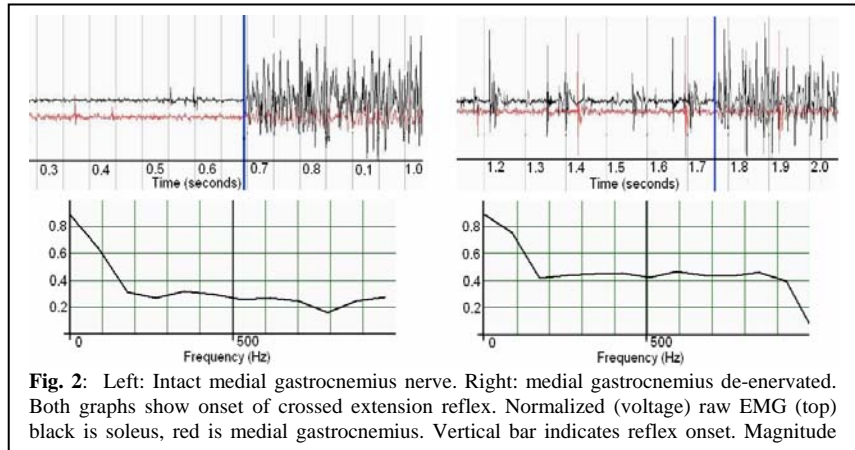 0.3 0.4 0.5 0.6 0.7 0.8 0.1 1.0
Time (seconds)
1.2 1.3 1.4 1.5 1.6 1.7 1.8 1.9 2.0
Time (seconds)
0.8
0.6
0.4
0.2
0 500
Frequency (Hz)
0.8
0.6
0.4
0.2
0 500
Frequency (Hz)
Fig. 2: Left: Intact medial gastrocnemius nerve. Right: medial gastrocnemius de-enervated.
Both graphs show onset of crossed extension reflex. Normalized (voltage) raw EMG (top)
black is soleus, red is medial gastrocnemius. Vertical bar indicates reflex onset. Magnitude